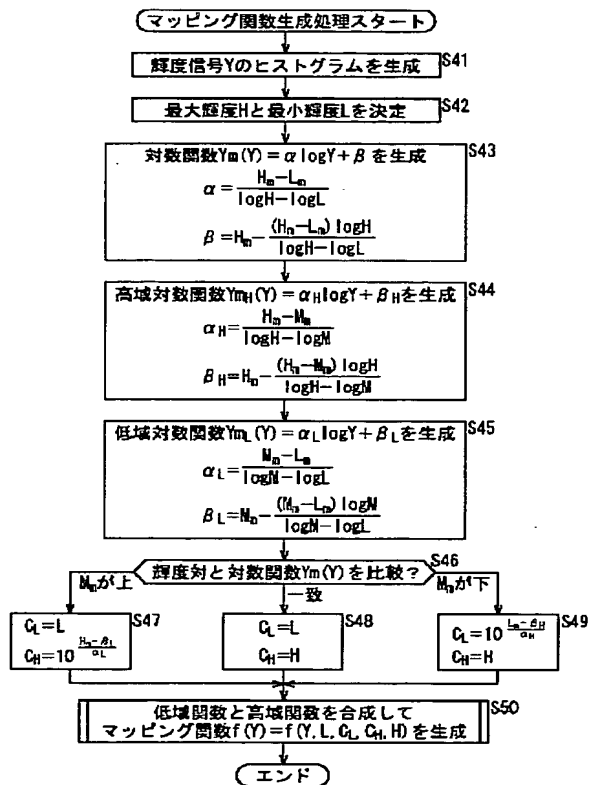 マッピング関数生成処理スタート
S41
輝度信号Yのヒストグラムを生成
S42
最大輝度Hと最小輝度Lを決定
S43
対数関数Ym(Y)=αlogY+β を生成
α=(Hm-Lm)/(logH-logL)
β=Hm-((Hm-Lm)logH)/(logH-logL)
S44
高域対数関数YmH(Y)=αHlogY+βHを生成
αH=(Hm-Mm)/(logH-logM)
βH=Hm-((Hm-Mm)logH)/(logH-logM)
S45
低域対数関数YmL(Y)=αLlogY+βLを生成
αL=(Mm-Lm)/(logM-logL)
βL=Mm-((Mm-Lm)logM)/(logM-logL)
S46
輝度対と対数関数Ym(Y)を比較?
Mmが上
一致
Mmが下
S47
CL=L
CH=10^((Hm-βL)/αL)
S48
CL=L
CH=H
S49
CL=10^((Lm-βH)/αH)
CH=H
S50
低域関数と高域関数を合成して
マッピング関数f(Y)=f(Y,L,CL,CH,H)を生成
エンド